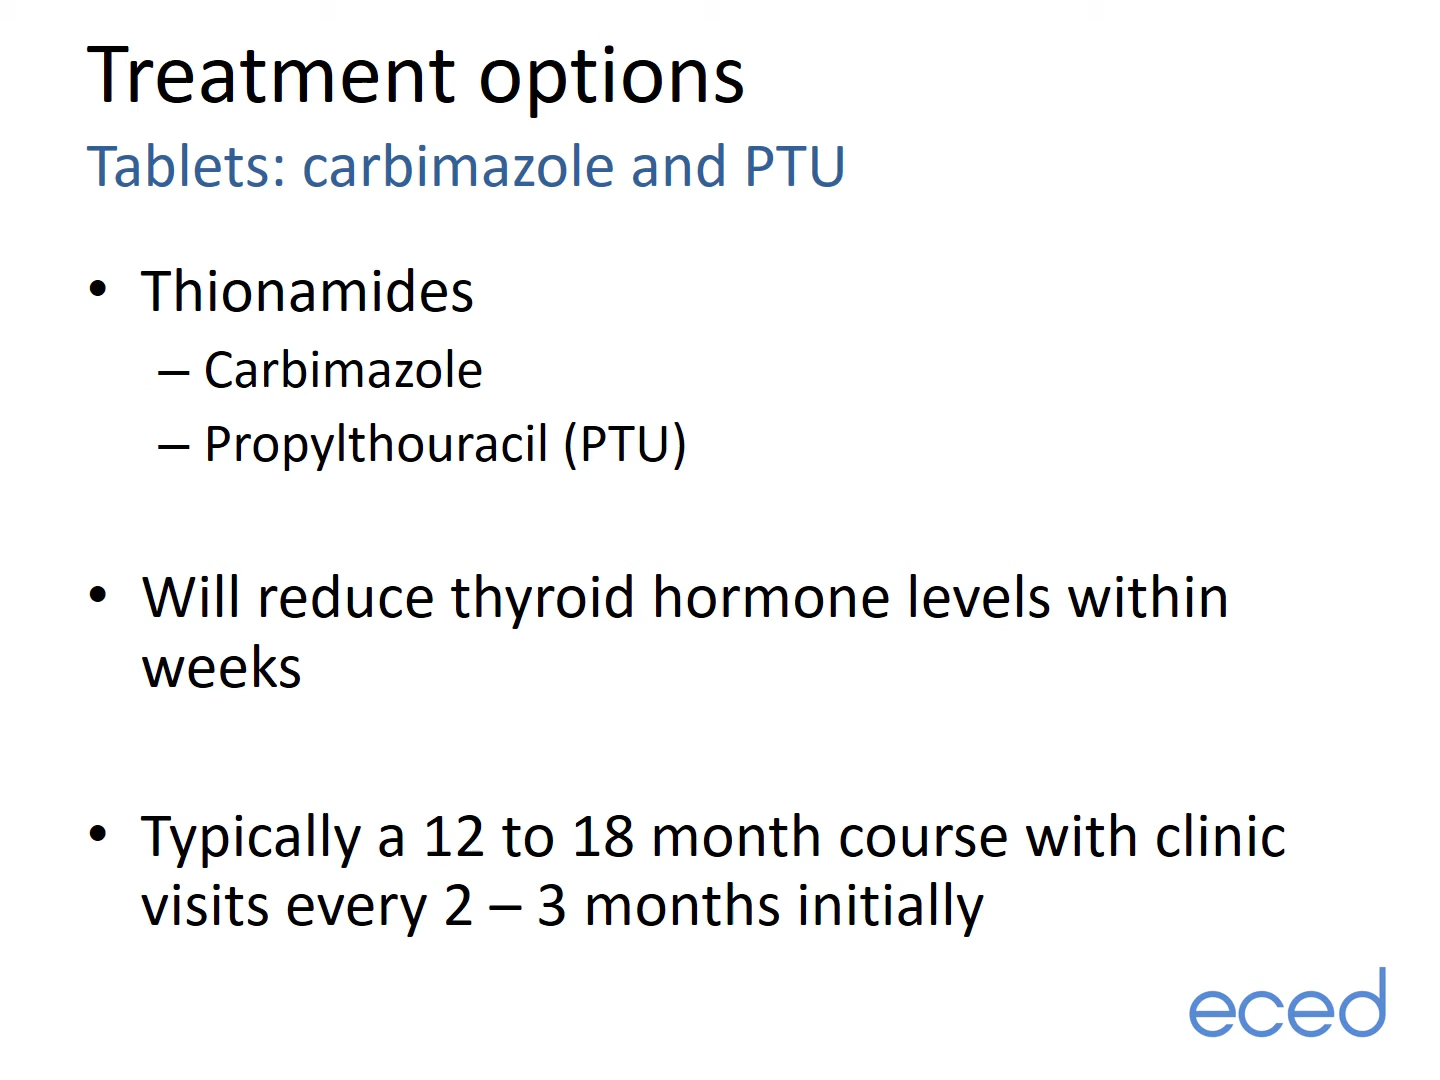 Treatment options
Tablets: carbimazole and PTU
• Thionamides
– Carbimazole
– Propylthouracil (PTU)
• Will reduce thyroid hormone levels within
weeks
• Typically a 12 to 18 month course with clinic
visits every 2 – 3 months initially
eced